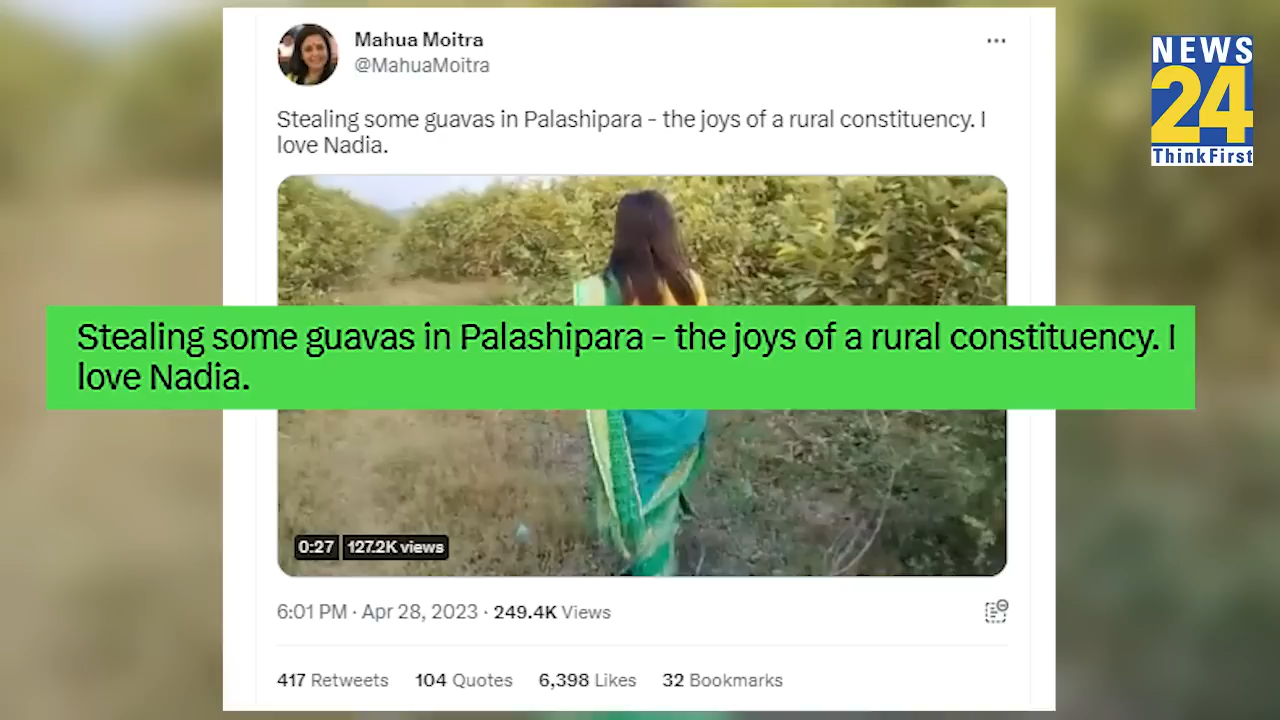 Mahua Moitra
@MahuaMoitra
Stealing some guavas in Palashipara - the joys of a rural constituency. I
love Nadia.
Stealing some guavas in Palashipara - the joys of a rural constituency. I
love Nadia.
0:27 127.2K views
6:01 PM · Apr 28, 2023 · 249.4K Views
417 Retweets 104 Quotes 6,398 Likes 32 Bookmarks
NEWS
24
ThinkFirst